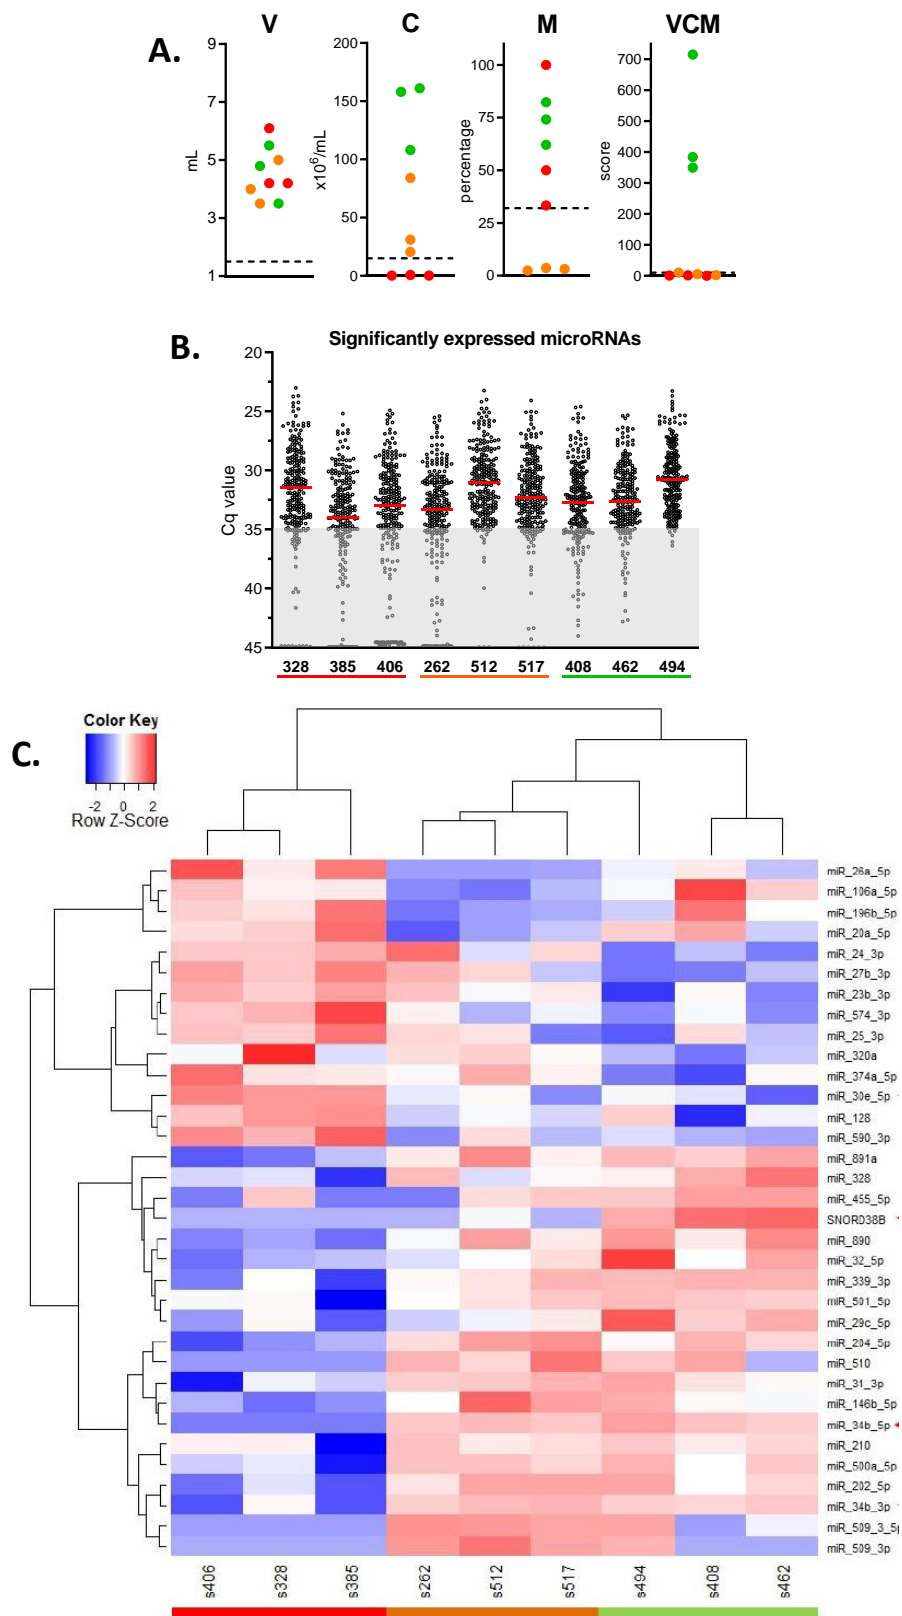 A.
V
C
M
VCM
9
7
5
3
1
mL
200
150
100
50
0
x10⁶/mL
100
75
50
25
0
percentage
700
600
500
400
300
200
100
0
score
B.
Significantly expressed microRNAs
20
25
30
35
40
45
Cq value
328 385 406 262 512 517 408 462 494
C.
Color Key
-2 0 2
Row Z-Score
miR_26a_5p
miR_106a_5p
miR_196b_5p
miR_20a_5p
miR_24_3p
miR_27b_3p
miR_23b_3p
miR_574_3p
miR_25_3p
miR_320a
miR_374a_5p
miR_30e_5p
miR_128
miR_590_3p
miR_891a
miR_328
miR_455_5p
SNORD38B
miR_890
miR_32_5p
miR_339_3p
miR_501_5p
miR_29c_5p
miR_204_5p
miR_510
miR_31_3p
miR_146b_5p
miR_34b_5p
miR_210
miR_500a_5p
miR_202_5p
miR_34b_3p
miR_509_3_5p
miR_509_3p
s406 s328 s385 s262 s512 s517 s494 s408 s462